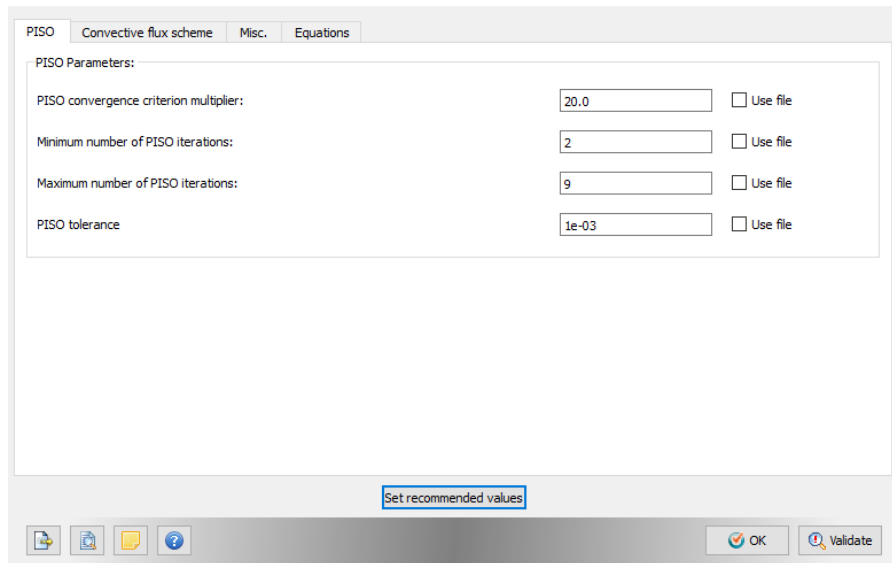 PISO Convective flux scheme Misc. Equations
PISO Parameters:
PISO convergence criterion multiplier: 20.0 Use file
Minimum number of PISO iterations: 2 Use file
Maximum number of PISO iterations: 9 Use file
PISO tolerance 1e-03 Use file
Set recommended values
OK Validate